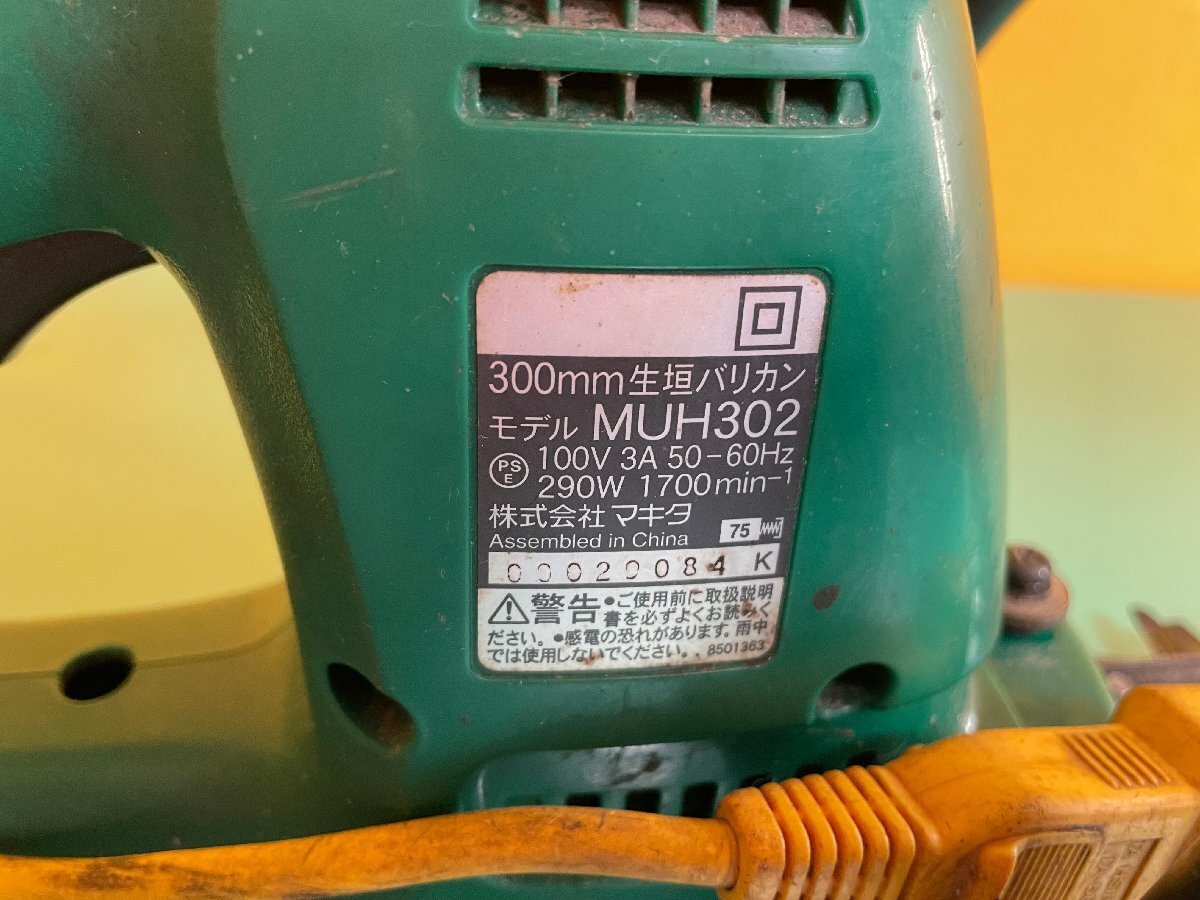 300mm生垣バリカン
モデル MUH302
PS E 100V 3A 50-60Hz
290W 1700min-1
株式会社マキタ
Assembled in China 75
00020084 K
警告 ●ご使用前に取扱説明
書を必ずよくお読みく
ださい。●感電の恐れがあります。雨中
では使用しないでください。 8501363